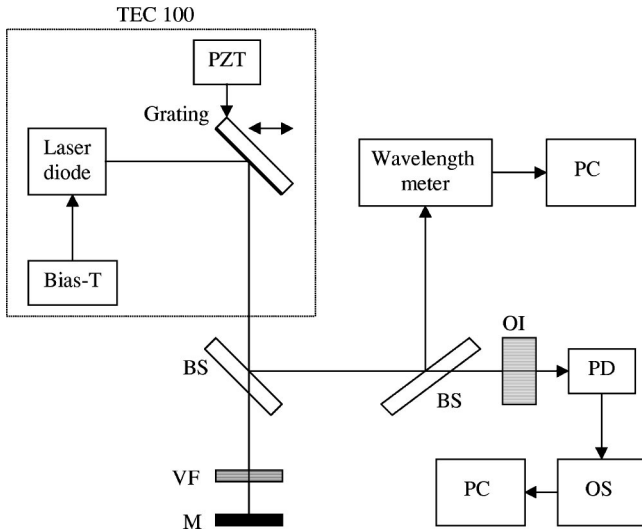 TEC 100
PZT
Grating
Laser
diode
Wavelength
meter
PC
Bias-T
OI
BS
BS
PD
VF
PC
OS
M